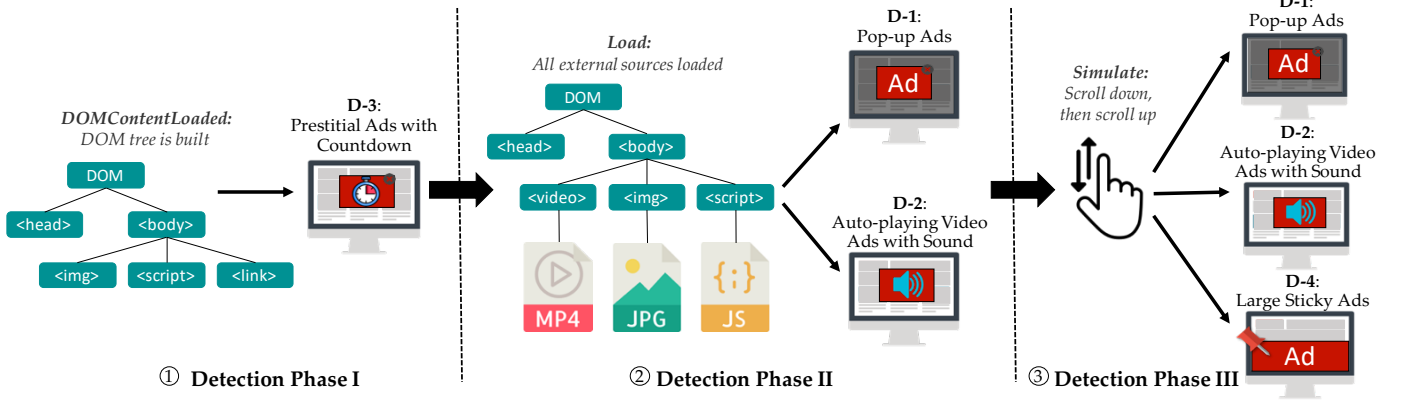 DOMContentLoaded:
DOM tree is built
DOM
<head>
<body>
<img>
<script>
<link>
D-3:
Prestitial Ads with
Countdown
① Detection Phase I
Load:
All external sources loaded
DOM
<head>
<body>
<video>
<img>
<script>
MP4
JPG
{;}
JS
D-1:
Pop-up Ads
Ad
D-2:
Auto-playing Video
Ads with Sound
② Detection Phase II
Simulate:
Scroll down,
then scroll up
D-1:
Pop-up Ads
Ad
D-2:
Auto-playing Video
Ads with Sound
D-4:
Large Sticky Ads
Ad
③ Detection Phase III